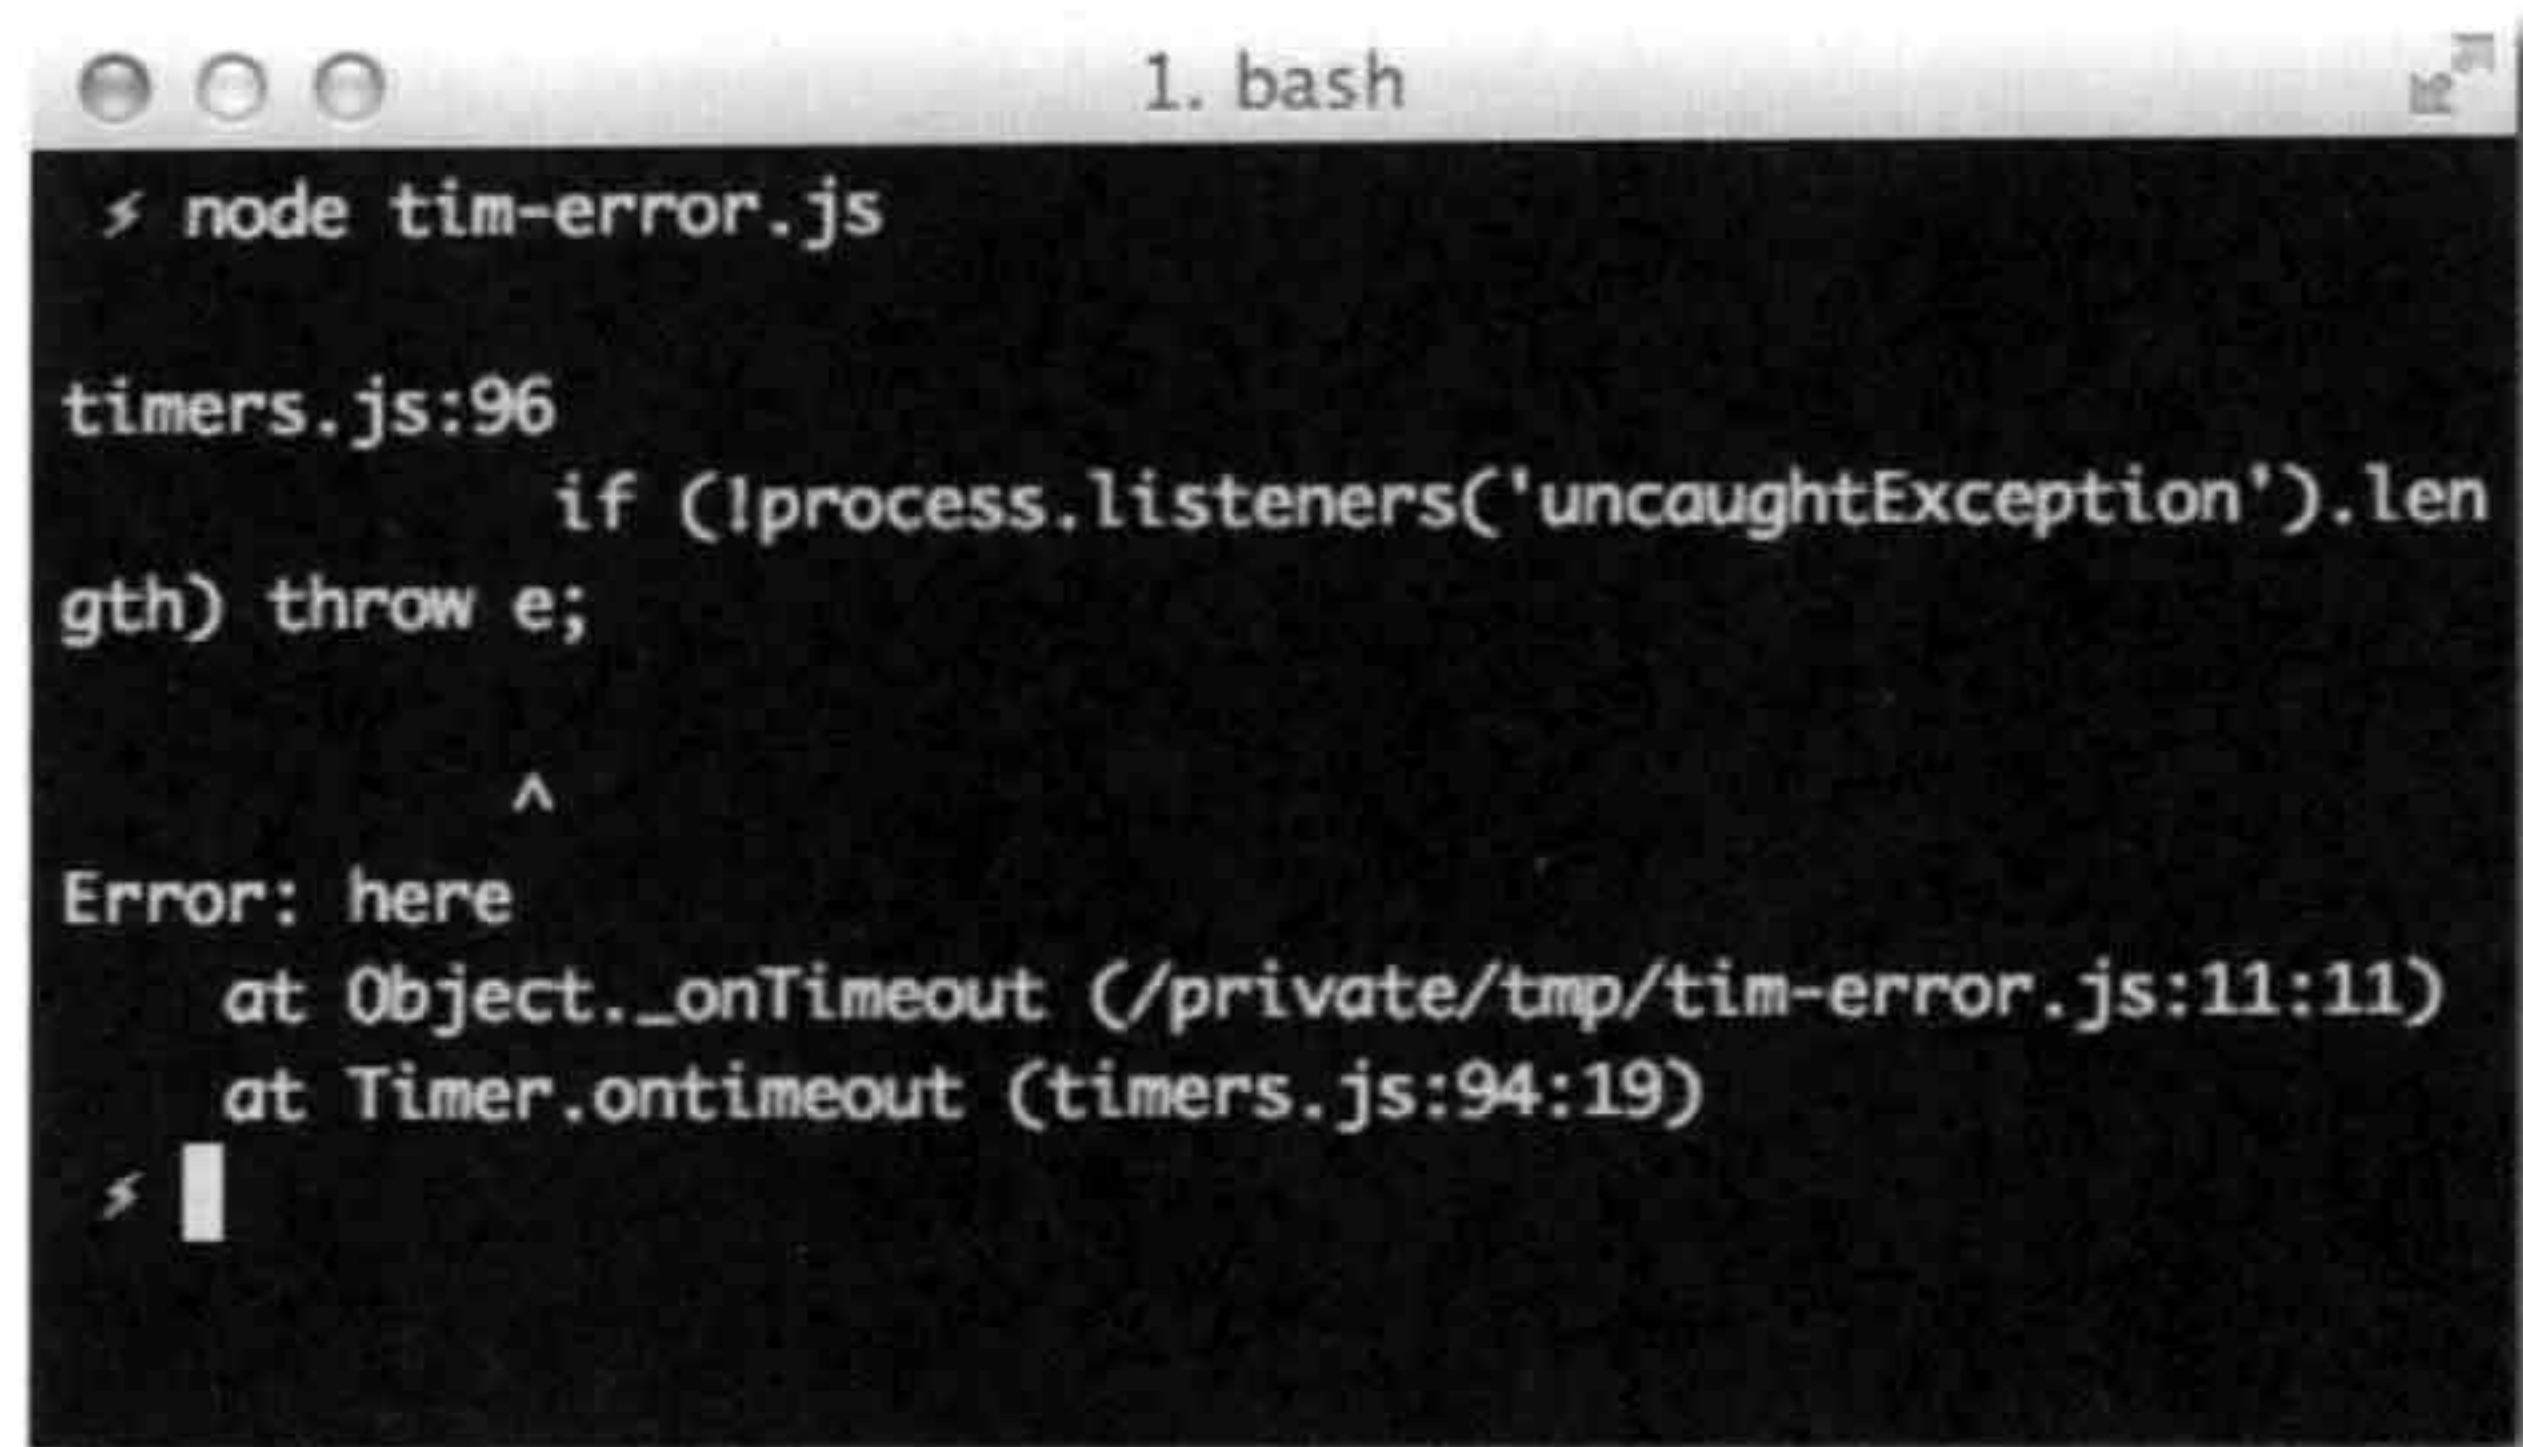 1. bash
⚡ node tim-error.js
timers.js:96
            if (!process.listeners('uncaughtException').len
gth) throw e;
           ^
Error: here
    at Object._onTimeout (/private/tmp/tim-error.js:11:11)
    at Timer.ontimeout (timers.js:94:19)
⚡